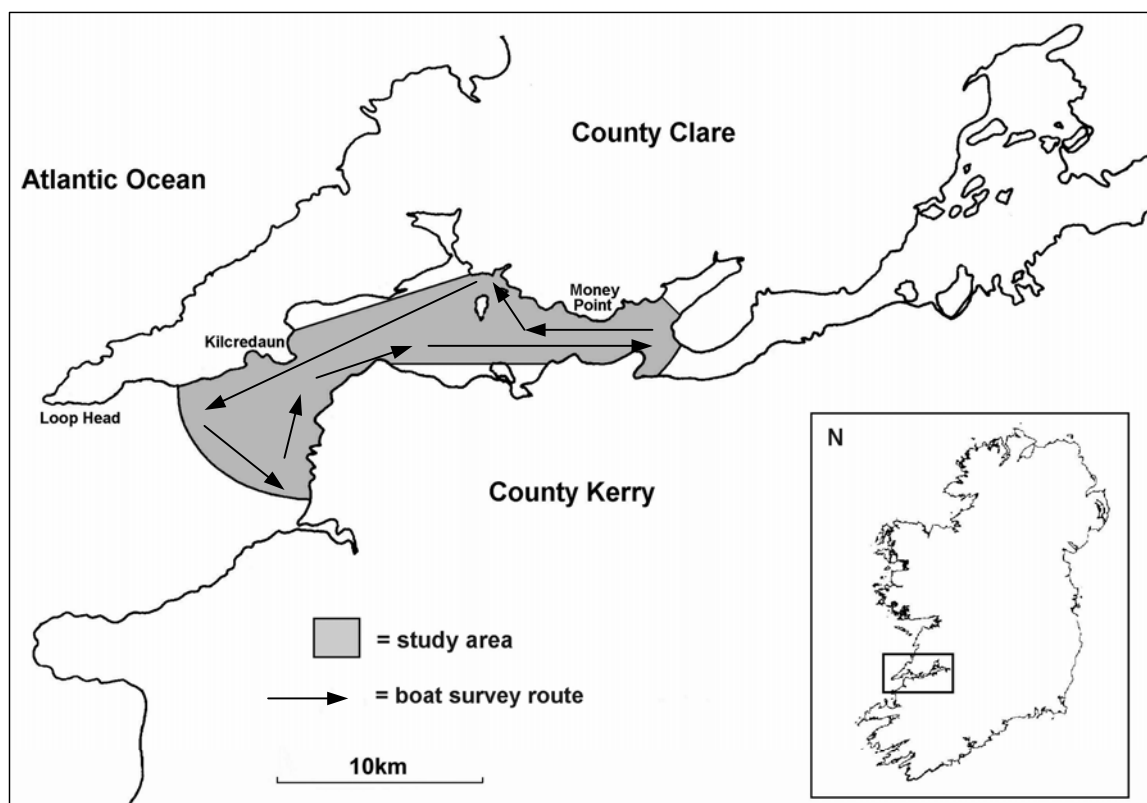 County Clare
Atlantic Ocean
Money
Point
Kilcredaun
Loop Head
County Kerry
N
= study area
= boat survey route
10km